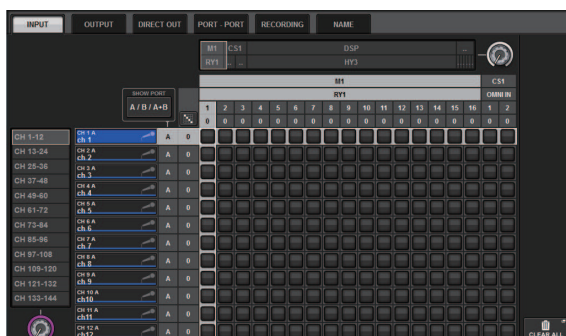 INPUT OUTPUT DIRECT OUT PORT - PORT RECORDING NAME
M1 CS1 DSP ..
RY1 .. .. HY3
M1 CS1
SHOW PORT RY1 OMNI IN
A / B / A+B 1 2 3 4 5 6 7 8 9 10 11 12 13 14 15 16 1 2
0 0 0 0 0 0 0 0 0 0 0 0 0 0 0 0 0 0
CH 1-12 CH 1 A ch 1 A 0
CH 13-24 CH 2 A ch 2 A 0
CH 25-36 CH 3 A ch 3 A 0
CH 37-48 CH 4 A ch 4 A 0
CH 49-60 CH 5 A ch 5 A 0
CH 61-72 CH 6 A ch 6 A 0
CH 73-84 CH 7 A ch 7 A 0
CH 85-96 CH 8 A ch 8 A 0
CH 97-108 CH 9 A ch 9 A 0
CH 109-120 CH 10 A ch10 A 0
CH 121-132 CH 11 A ch11 A 0
CH 133-144 CH 12 A ch12 A 0
CLEAR ALL